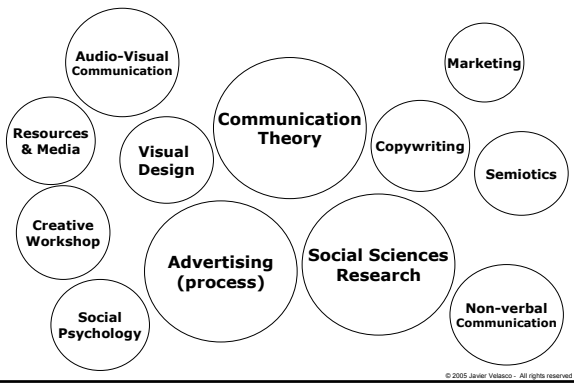 Audio-Visual
Communication
Marketing
Communication
Theory
Resources
& Media
Visual
Design
Copywriting
Semiotics
Creative
Workshop
Advertising
(process)
Social Sciences
Research
Social
Psychology
Non-verbal
Communication
© 2005 Javier Velasco - All rights reserved